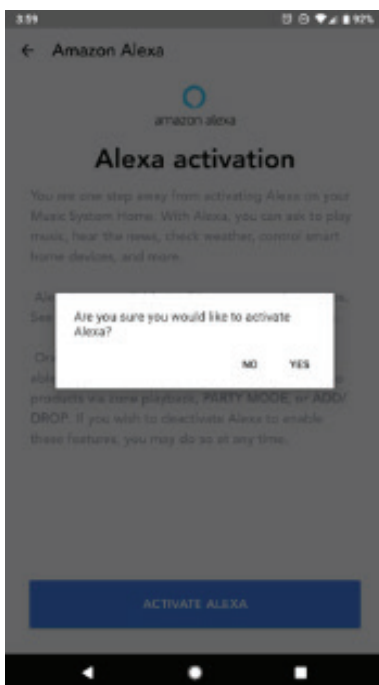 3:59
92%
Amazon Alexa
amazon alexa
Alexa activation
You are one step away from activating Alexa on your
Music System Home. With Alexa, you can ask to play
music, hear the news, check weather, control smart
home devices, and more.
Are you sure you would like to activate
Alexa?
NO YES
products via zone playback, PARTY MODE, or ADD/
DROP. If you wish to deactivate Alexa to enable
these features, you may do so at any time.
ACTIVATE ALEXA